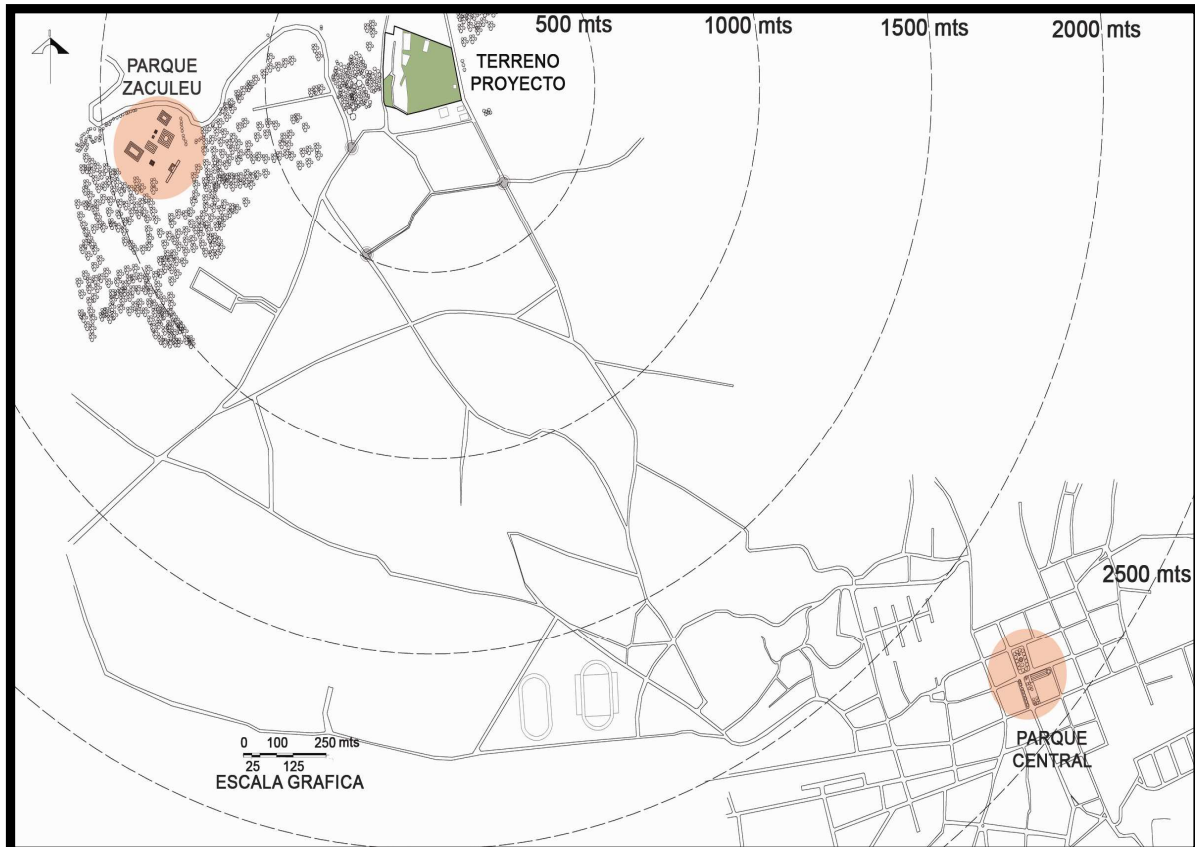 500 mts
1000 mts
1500 mts
2000 mts
PARQUE
ZACULEU
TERRENO
PROYECTO
2500 mts
PARQUE
CENTRAL
0 100 250 mts
25 125
ESCALA GRAFICA